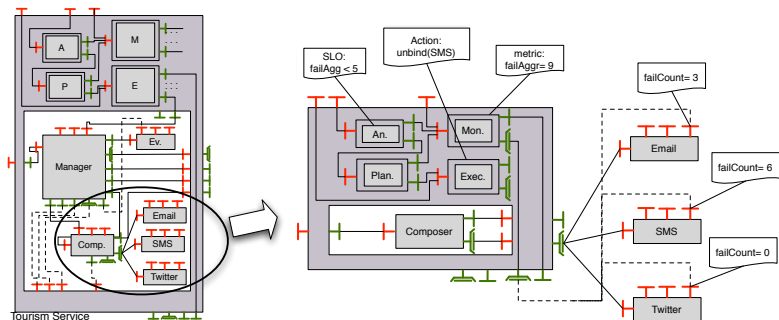 A
M
P
E
Manager
Ev.
Email
Comp.
SMS
Twitter
Tourism Service
SLO:
failAgg < 5
Action:
unbind(SMS)
metric:
failAggr= 9
An.
Mon.
Plan.
Exec.
Composer
failCount= 3
Email
failCount= 6
SMS
failCount= 0
Twitter